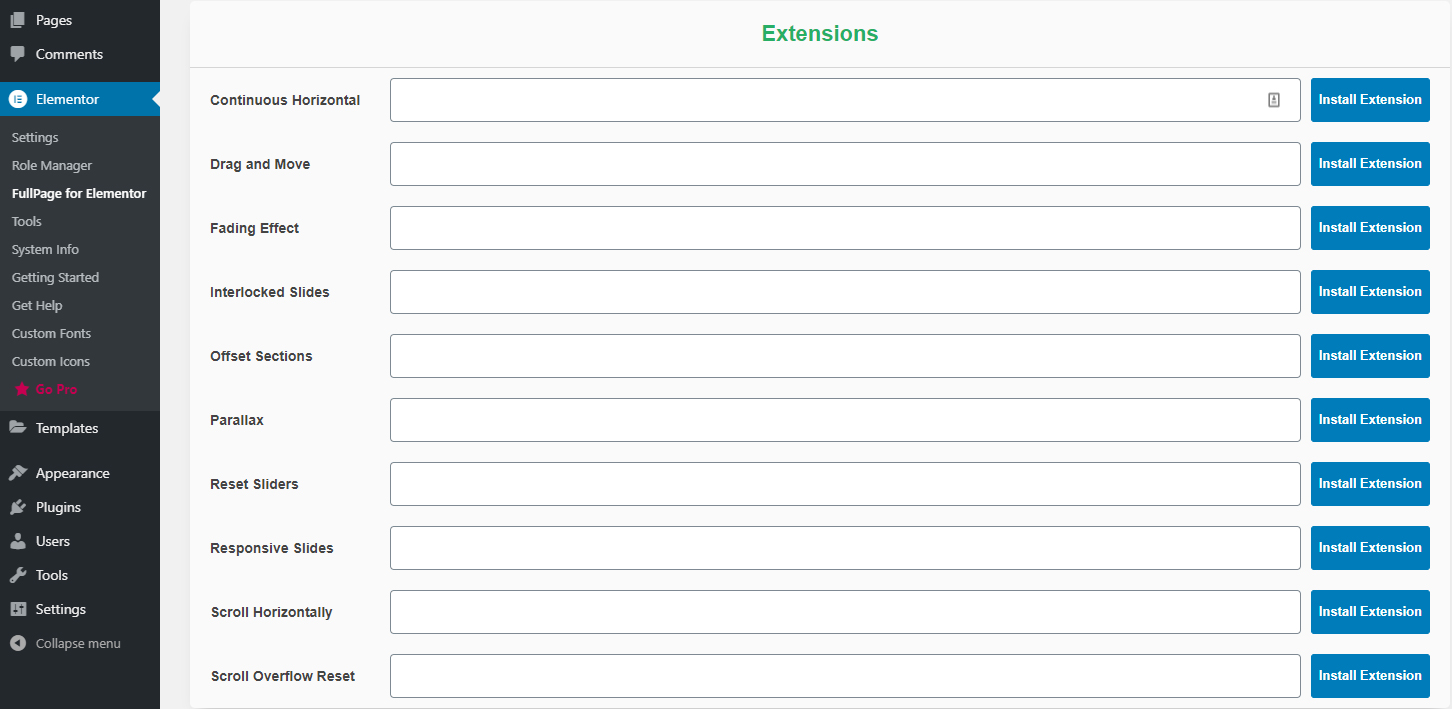 Pages
Comments
Elementor
Settings
Role Manager
FullPage for Elementor
Tools
System Info
Getting Started
Get Help
Custom Fonts
Custom Icons
Go Pro
Templates
Appearance
Plugins
Users
Tools
Settings
Collapse menu
Extensions
Continuous Horizontal Install Extension
Drag and Move Install Extension
Fading Effect Install Extension
Interlocked Slides Install Extension
Offset Sections Install Extension
Parallax Install Extension
Reset Sliders Install Extension
Responsive Slides Install Extension
Scroll Horizontally Install Extension
Scroll Overflow Reset Install Extension